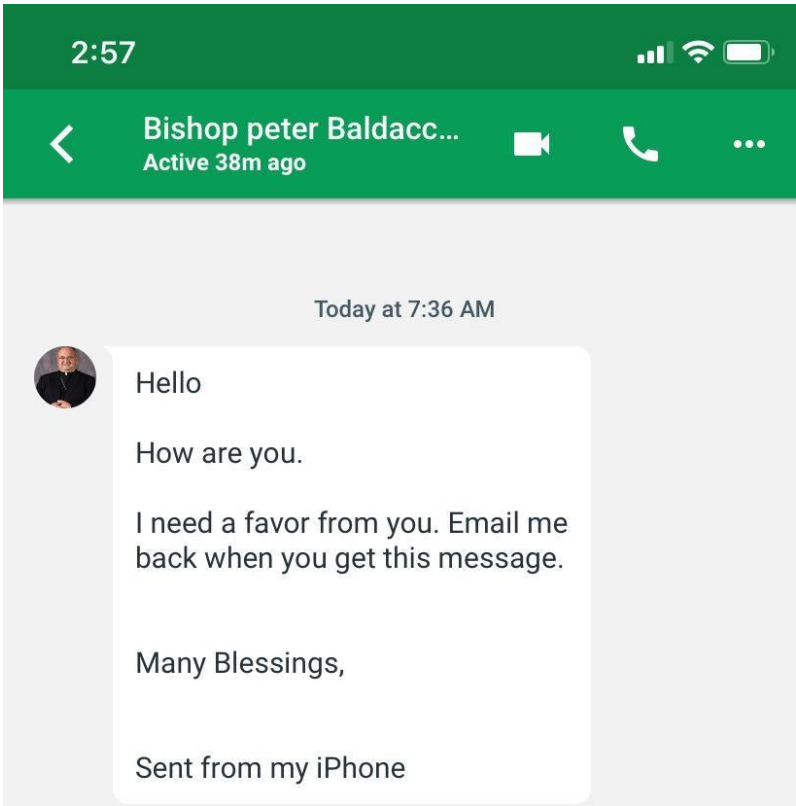 2:57
Bishop peter Baldacc...
Active 38m ago
Today at 7:36 AM
Hello
How are you.
I need a favor from you. Email me
back when you get this message.
Many Blessings,
Sent from my iPhone